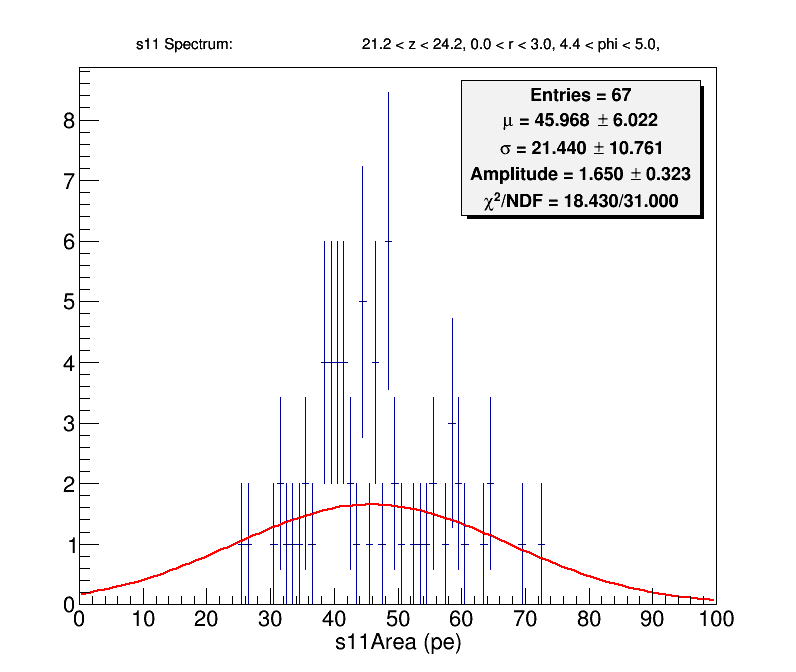 s11 Spectrum: 21.2 < z < 24.2, 0.0 < r < 3.0, 4.4 < phi < 5.0,
Entries = 67
μ = 45.968 ± 6.022
σ = 21.440 ± 10.761
Amplitude = 1.650 ± 0.323
χ²/NDF = 18.430/31.000
8
7
6
5
4
3
2
1
0
0 10 20 30 40 50 60 70 80 90 100
s11Area (pe)